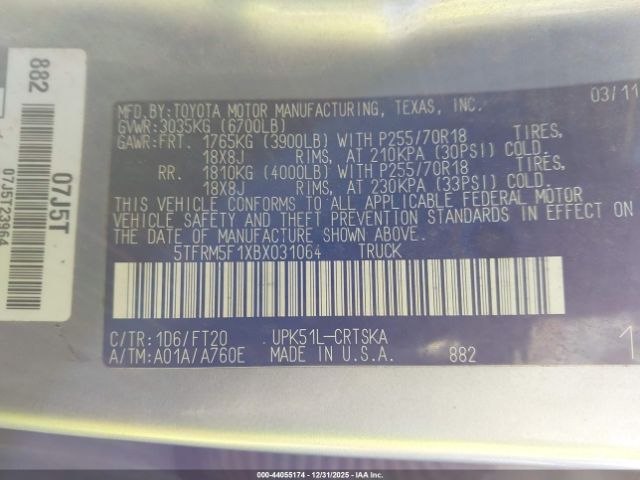 882
07J5T
07J5T23964
MFD.BY:TOYOTA MOTOR MANUFACTURING, TEXAS, INC. 03/11
GVWR:3035KG (6700LB)
GAWR:FRT. 1765KG (3900LB) WITH P255/70R18 TIRES,
18X8J RIMS, AT 210KPA (30PSI) COLD.
RR. 1810KG (4000LB) WITH P255/70R18 TIRES,
18X8J RIMS, AT 230KPA (33PSI) COLD.
THIS VEHICLE CONFORMS TO ALL APPLICABLE FEDERAL MOTOR
VEHICLE SAFETY AND THEFT PREVENTION STANDARDS IN EFFECT ON
THE DATE OF MANUFACTURE SHOWN ABOVE.
5TFRM5F1XBX031064 TRUCK
C/TR:1D6/FT20 UPK51L-CRTSKA
A/TM:A01A/A760E MADE IN U.S.A. 882 1
000-44055174 • 12/31/2025 • IAA Inc.